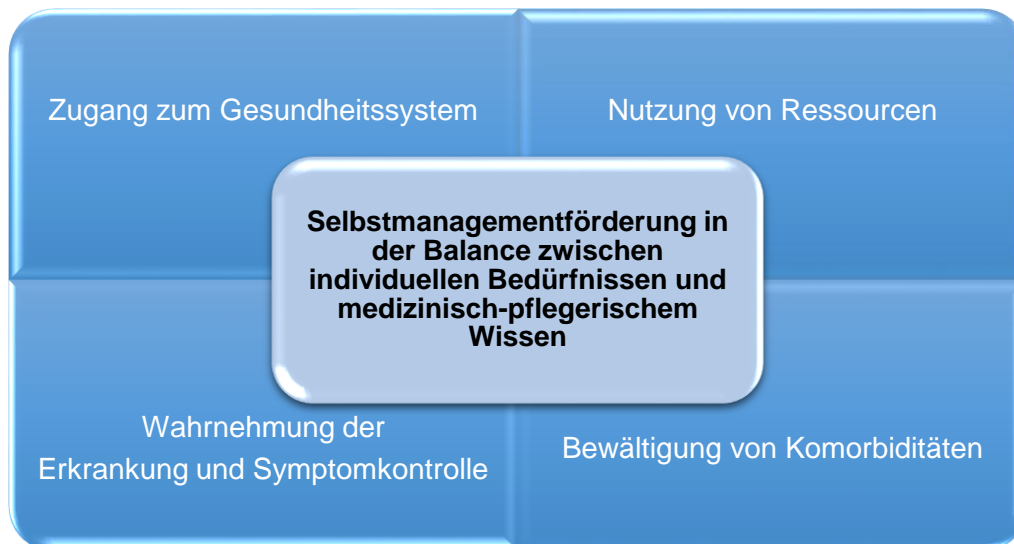 Zugang zum Gesundheitssystem
Nutzung von Ressourcen
Selbstmanagementförderung in
der Balance zwischen
individuellen Bedürfnissen und
medizinisch-pflegerischem
Wissen
Wahrnehmung der
Erkrankung und Symptomkontrolle
Bewältigung von Komorbiditäten